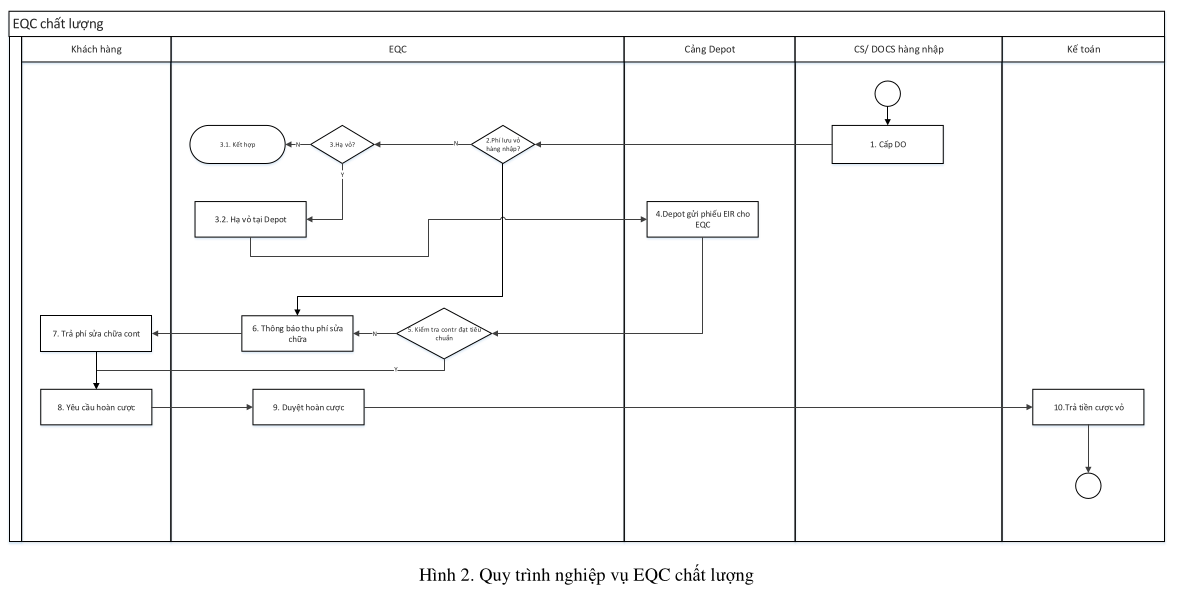 EQC chất lượng
Khách hàng
EQC
Cảng Depot
CS/ DOCS hàng nhập
Kế toán
3.1. Kết hợp
N
3.Hạ vỏ?
N
2.Phí lưu vỏ
hàng nhập?
1. Cấp DO
Y
3.2. Hạ vỏ tại Depot
4.Depot gửi phiếu EIR cho
EQC
7. Trả phí sửa chữa cont
6. Thông báo thu phí sửa
chữa
N
5. Kiểm tra contr đạt tiêu
chuẩn
Y
8. Yêu cầu hoàn cược
9. Duyệt hoàn cược
10.Trả tiền cược vỏ
Hình 2. Quy trình nghiệp vụ EQC chất lượng